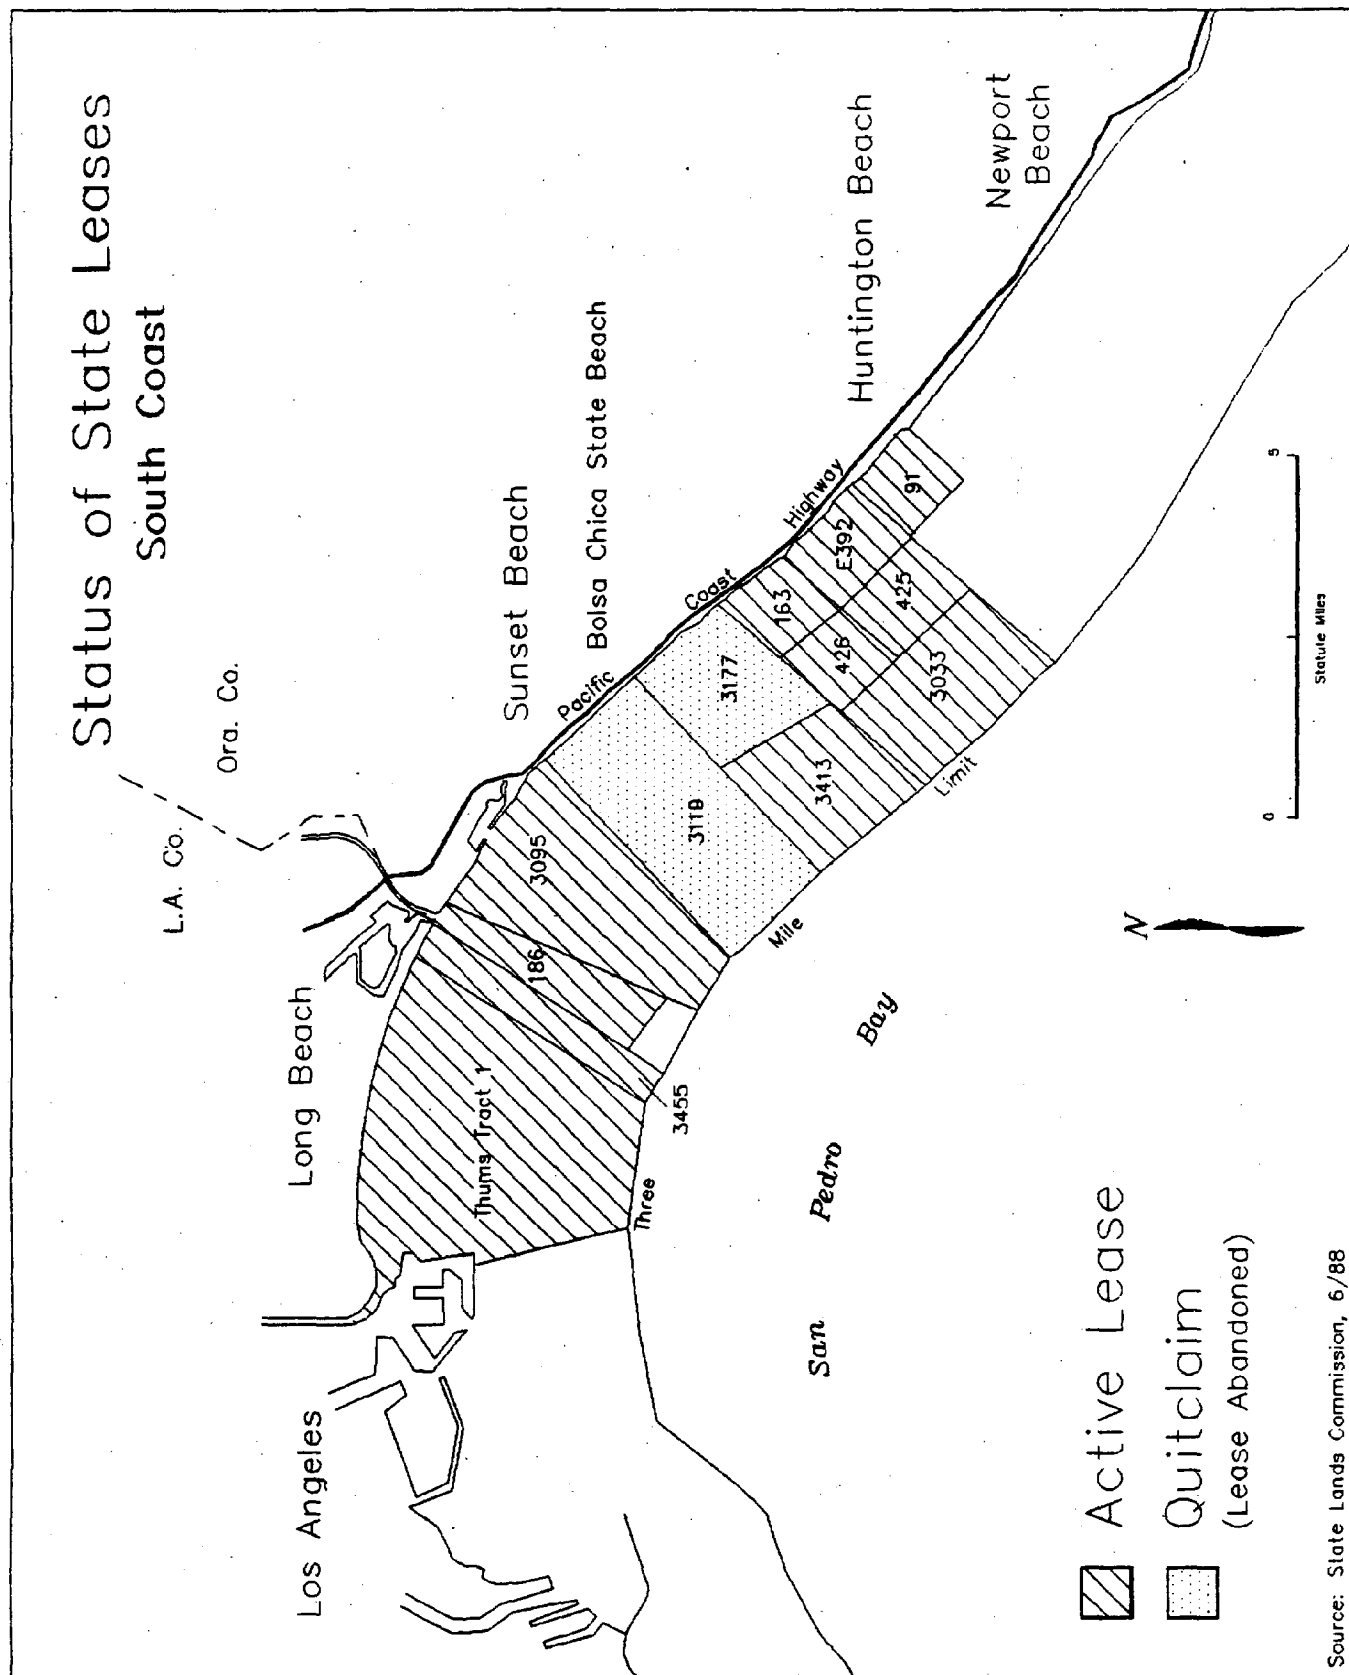 Status of State Leases
South Coast
L.A. Co.
Ora. Co.
Los Angeles
Long Beach
Sunset Beach
Bolsa Chica State Beach
Huntington Beach
Newport
Beach
Pacific
Coast
Highway
Thums Tract 1
186
3095
3455
3119
3177
3413
163
426
E392
425
3033
91
Three
Mile
Limit
San
Pedro
Bay
N
0
5
Statute Miles
Active Lease
Quitclaim
(Lease Abandoned)
Source: State Lands Commission, 6/88